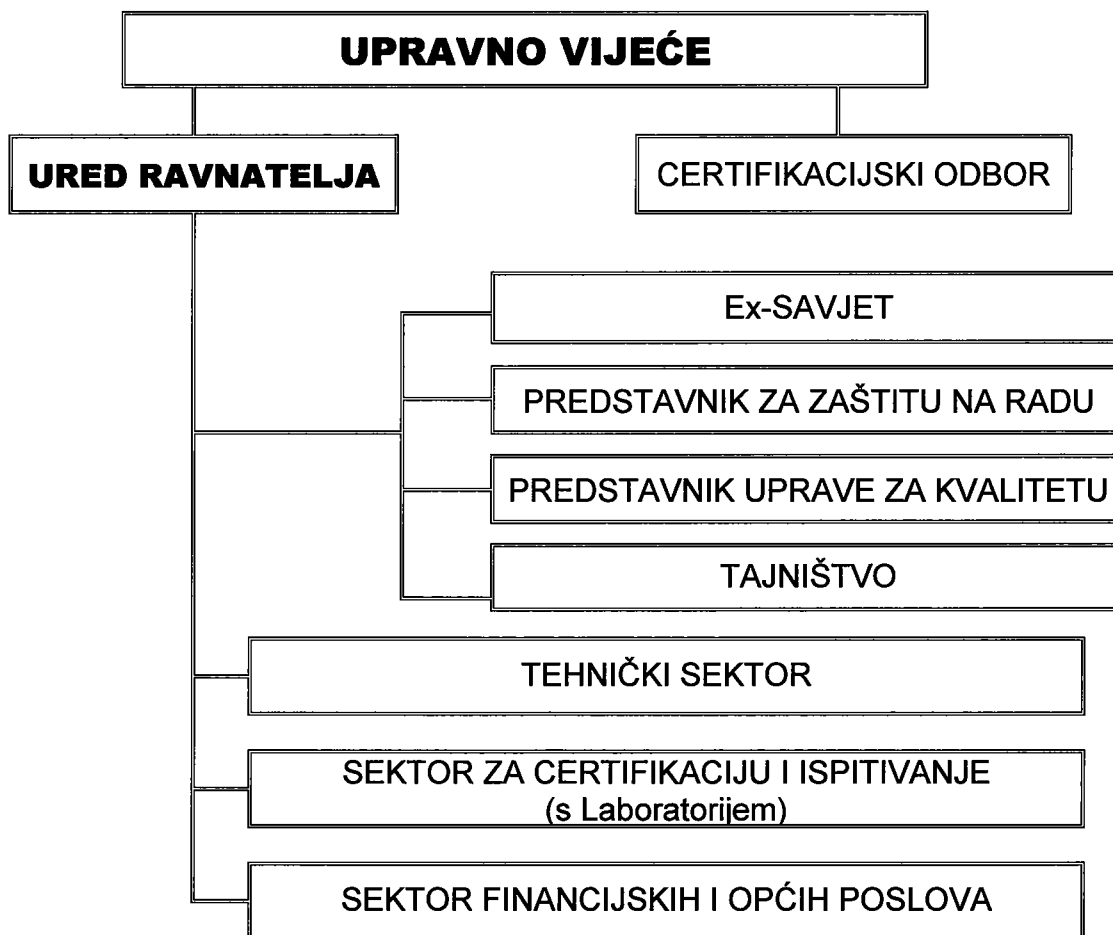 UPRAVNO VIJEĆE
URED RAVNATELJA
CERTIFIKACIJSKI ODBOR
Ex-SAVJET
PREDSTAVNIK ZA ZAŠTITU NA RADU
PREDSTAVNIK UPRAVE ZA KVALITETU
TAJNIŠTVO
TEHNIČKI SEKTOR
SEKTOR ZA CERTIFIKACIJU I ISPITIVANJE
(s Laboratorijem)
SEKTOR FINANCIJSKIH I OPĆIH POSLOVA